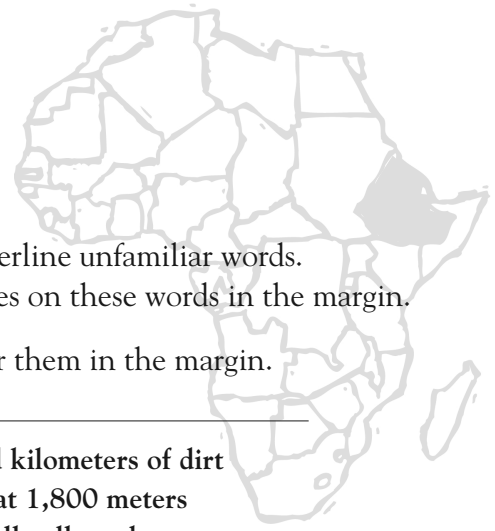 erline unfamiliar words.
es on these words in the margin.
r them in the margin.
kilometers of dirt
at 1,800 meters